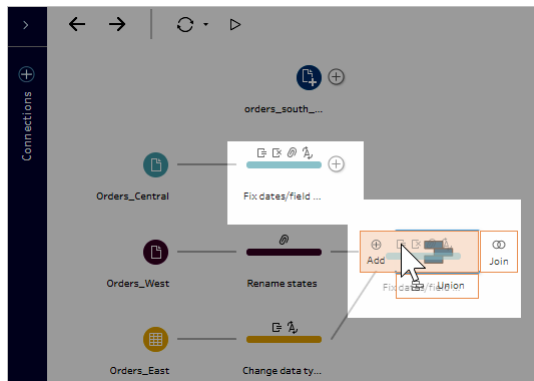 Connections
orders_south_...
Orders_Central
Fix dates/field ...
Add
Join
Union
Orders_West
Rename states
Orders_East
Change data ty...